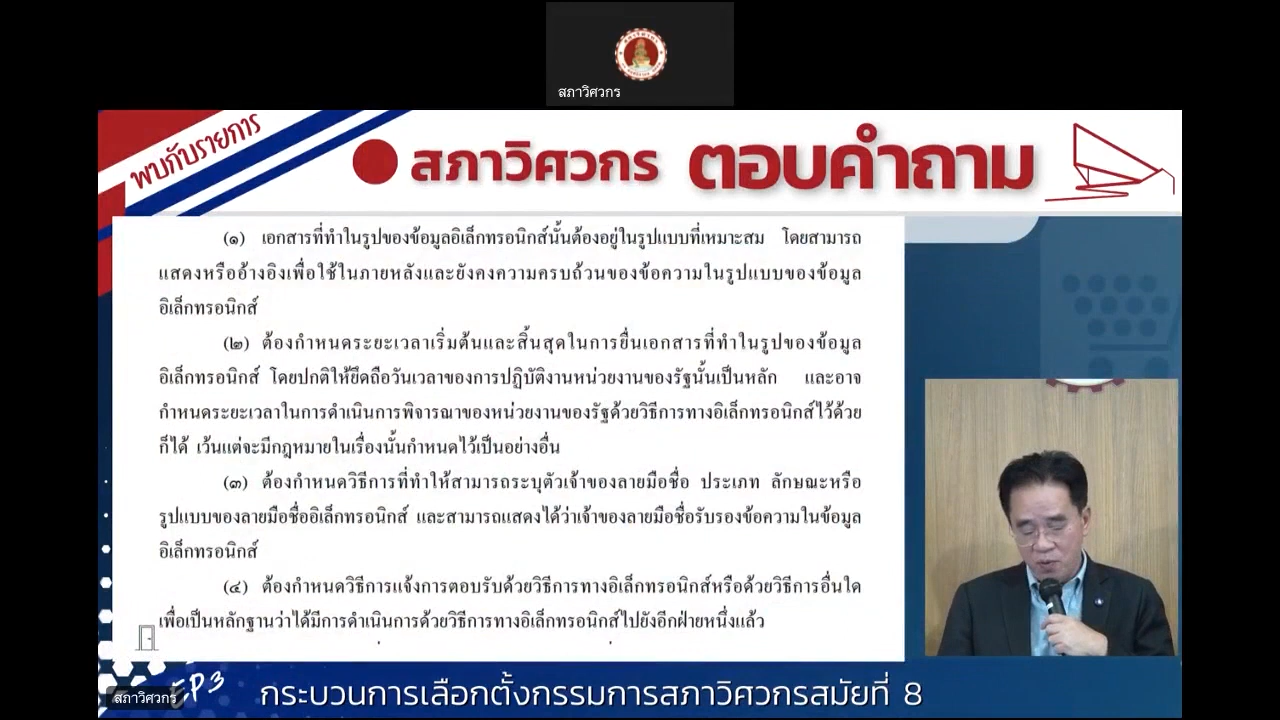 สภาวิศวกร
พบกับรายการ
สภาวิศวกร ตอบคำถาม
(๑) เอกสารที่ทำในรูปของข้อมูลอิเล็กทรอนิกส์นั้นต้องอยู่ในรูปแบบที่เหมาะสม โดยสามารถ
แสดงหรืออ้างอิงเพื่อใช้ในภายหลังและยังคงความครบถ้วนของข้อความในรูปแบบของข้อมูล
อิเล็กทรอนิกส์
(๒) ต้องกำหนดระยะเวลาเริ่มต้นและสิ้นสุดในการยื่นเอกสารที่ทำในรูปของข้อมูล
อิเล็กทรอนิกส์ โดยปกติให้ยึดถือวันเวลาของการปฏิบัติงานหน่วยงานของรัฐนั้นเป็นหลัก และอาจ
กำหนดระยะเวลาในการดำเนินการพิจารณาของหน่วยงานของรัฐด้วยวิธีการทางอิเล็กทรอนิกส์ไว้ด้วย
ก็ได้ เว้นแต่จะมีกฎหมายในเรื่องนั้นกำหนดไว้เป็นอย่างอื่น
(๓) ต้องกำหนดวิธีการที่ทำให้สามารถระบุตัวเจ้าของลายมือชื่อ ประเภท ลักษณะหรือ
รูปแบบของลายมือชื่ออิเล็กทรอนิกส์ และสามารถแสดงได้ว่าเจ้าของลายมือชื่อรับรองข้อความในข้อมูล
อิเล็กทรอนิกส์
(๔) ต้องกำหนดวิธีการแจ้งการตอบรับด้วยวิธีการทางอิเล็กทรอนิกส์หรือด้วยวิธีการอื่นใด
เพื่อเป็นหลักฐานว่าได้มีการดำเนินการด้วยวิธีการทางอิเล็กทรอนิกส์ไปยังอีกฝ่ายหนึ่งแล้ว
EP3
กระบวนการเลือกตั้งกรรมการสภาวิศวกรสมัยที่ 8
สภาวิศวกร